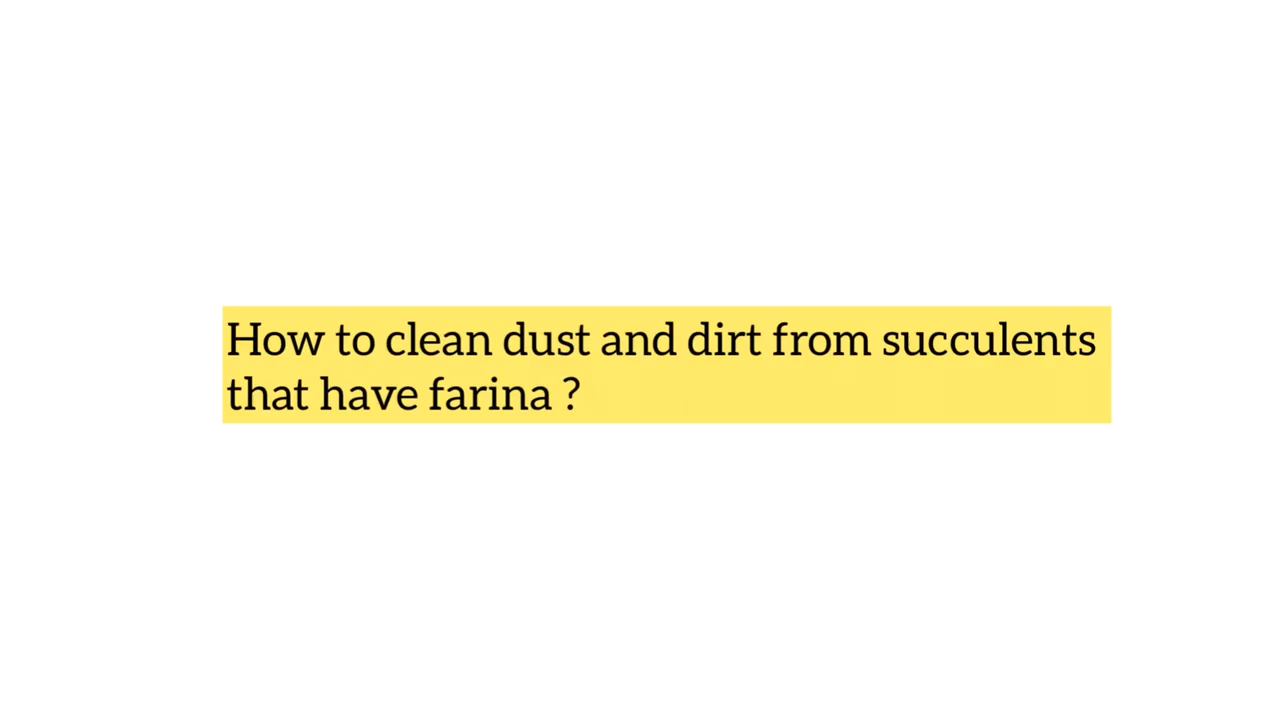 How to clean dust and dirt from succulents
that have farina ?